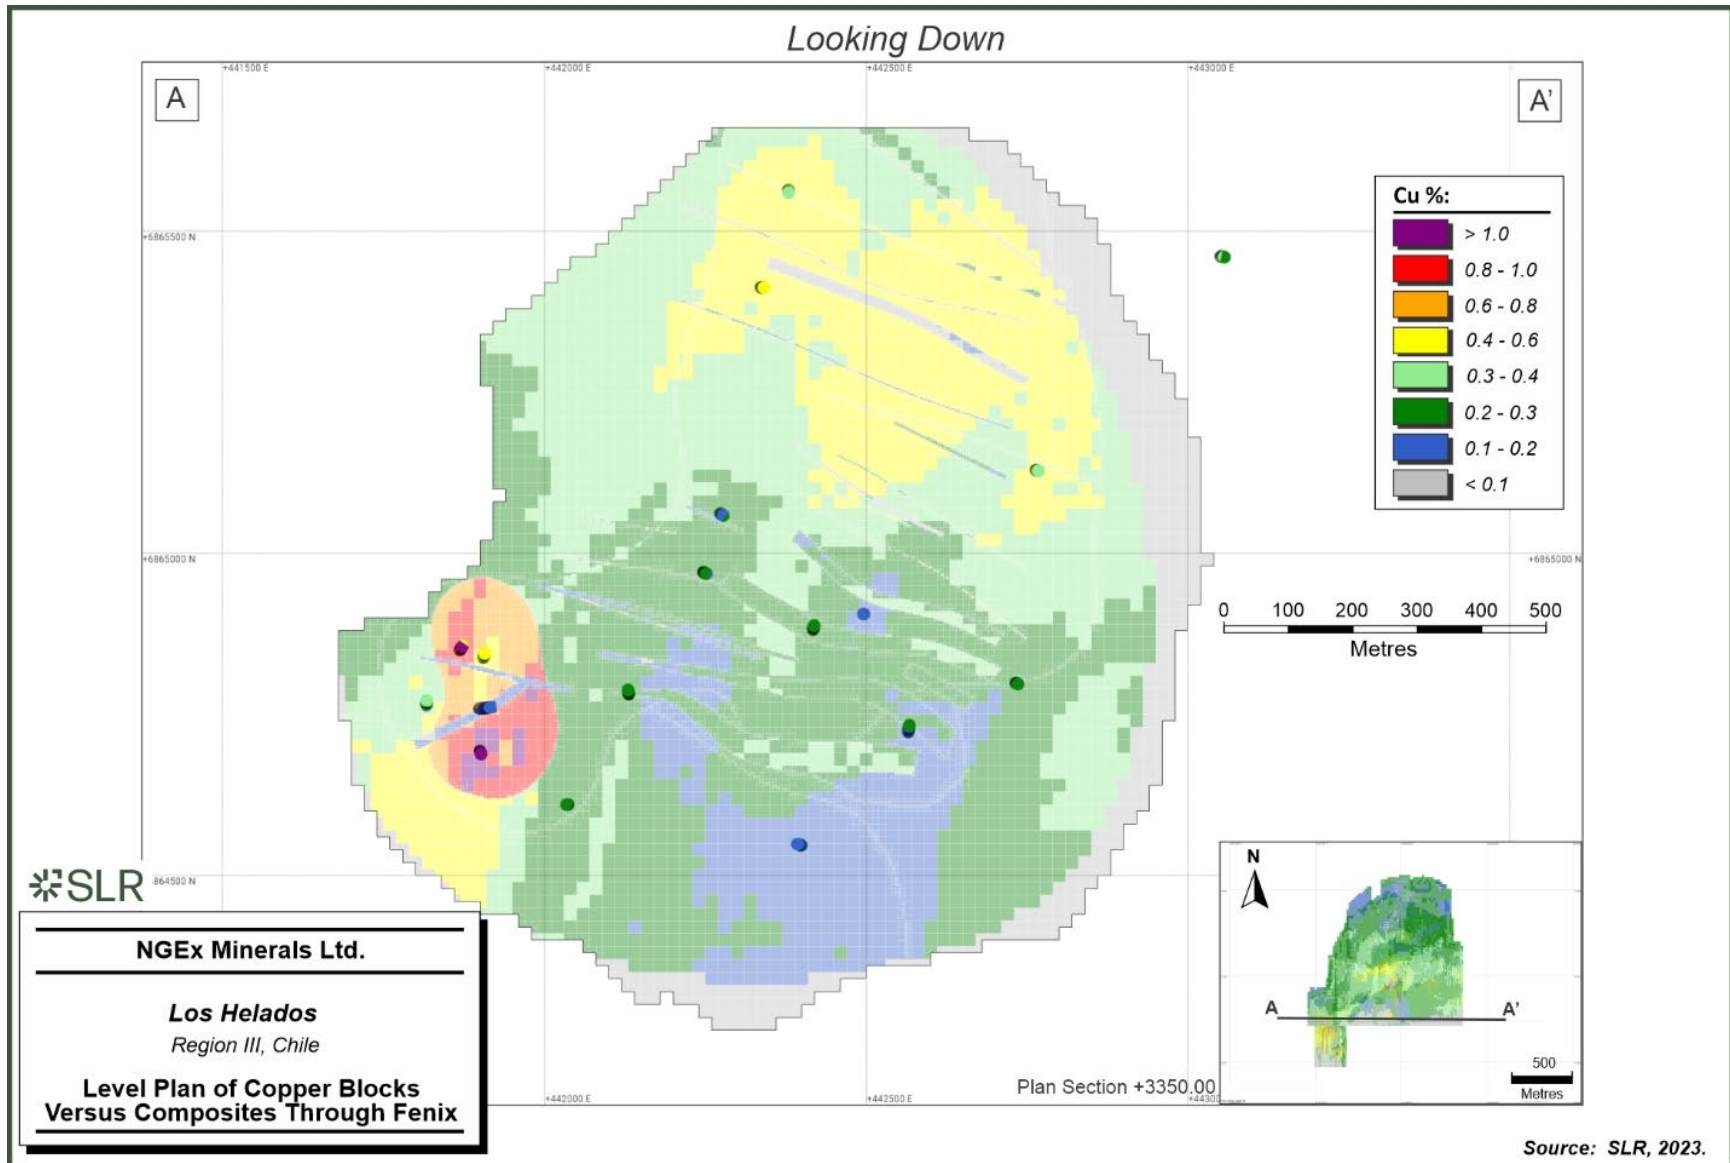 Looking Down
+441500 E
+442000 E
+442500 E
+443000 E
A
A'
Cu %:
> 1.0
0.8 - 1.0
0.6 - 0.8
0.4 - 0.6
0.3 - 0.4
0.2 - 0.3
0.1 - 0.2
< 0.1
+6865500 N
+6865000 N
+6865000 N
0 100 200 300 400 500
Metres
N
A
A'
500
Metres
SLR
864500 N
NGEx Minerals Ltd.
Los Helados
Region III, Chile
Level Plan of Copper Blocks
Versus Composites Through Fenix
+442000 E
+442500 E
Plan Section +3350.00
+44300
Source: SLR, 2023.